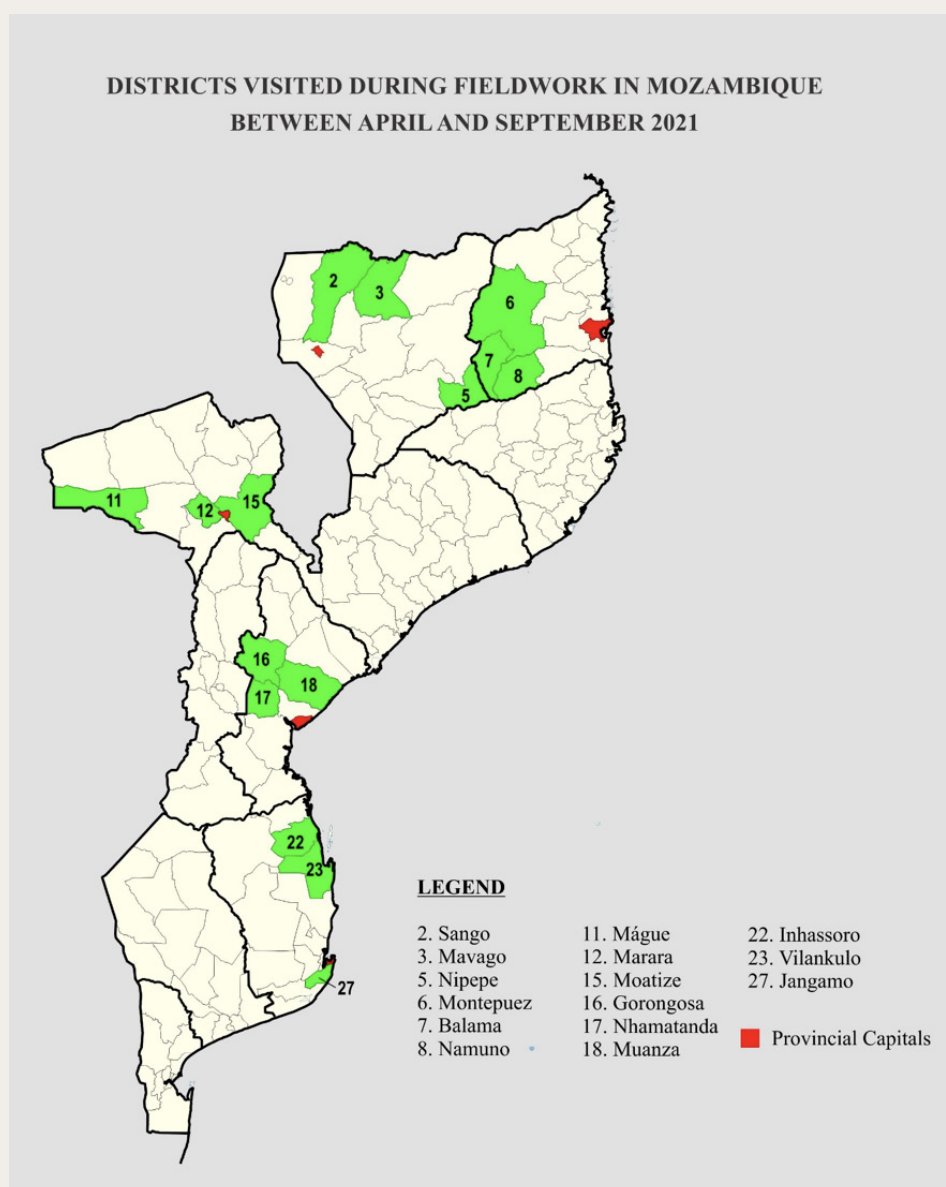 DISTRICTS VISITED DURING FIELDWORK IN MOZAMBIQUE
BETWEEN APRIL AND SEPTEMBER 2021
2
3
6
7
8
5
15
11
12
16
18
17
22
23
27
LEGEND
2. Sango
3. Mavago
5. Nipepe
6. Montepuez
7. Balama
8. Namuno
11. Mágue
12. Marara
15. Moatize
16. Gorongosa
17. Nhamatanda
18. Muanza
22. Inhassoro
23. Vilankulo
27. Jangamo
Provincial Capitals